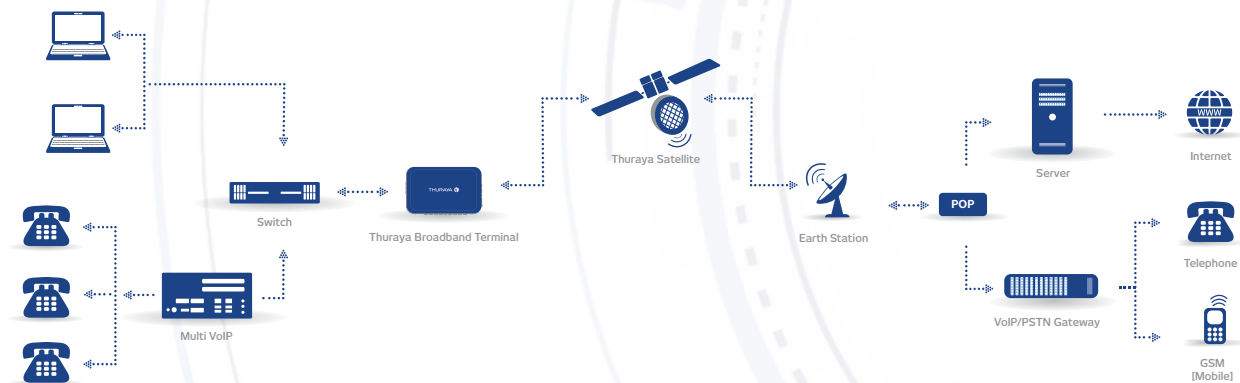 Thuraya Satellite
WWW
Internet
Server
Switch
THURAYA
Thuraya Broadband Terminal
Earth Station
POP
Telephone
Multi VoIP
VoIP/PSTN Gateway
GSM
[Mobile]